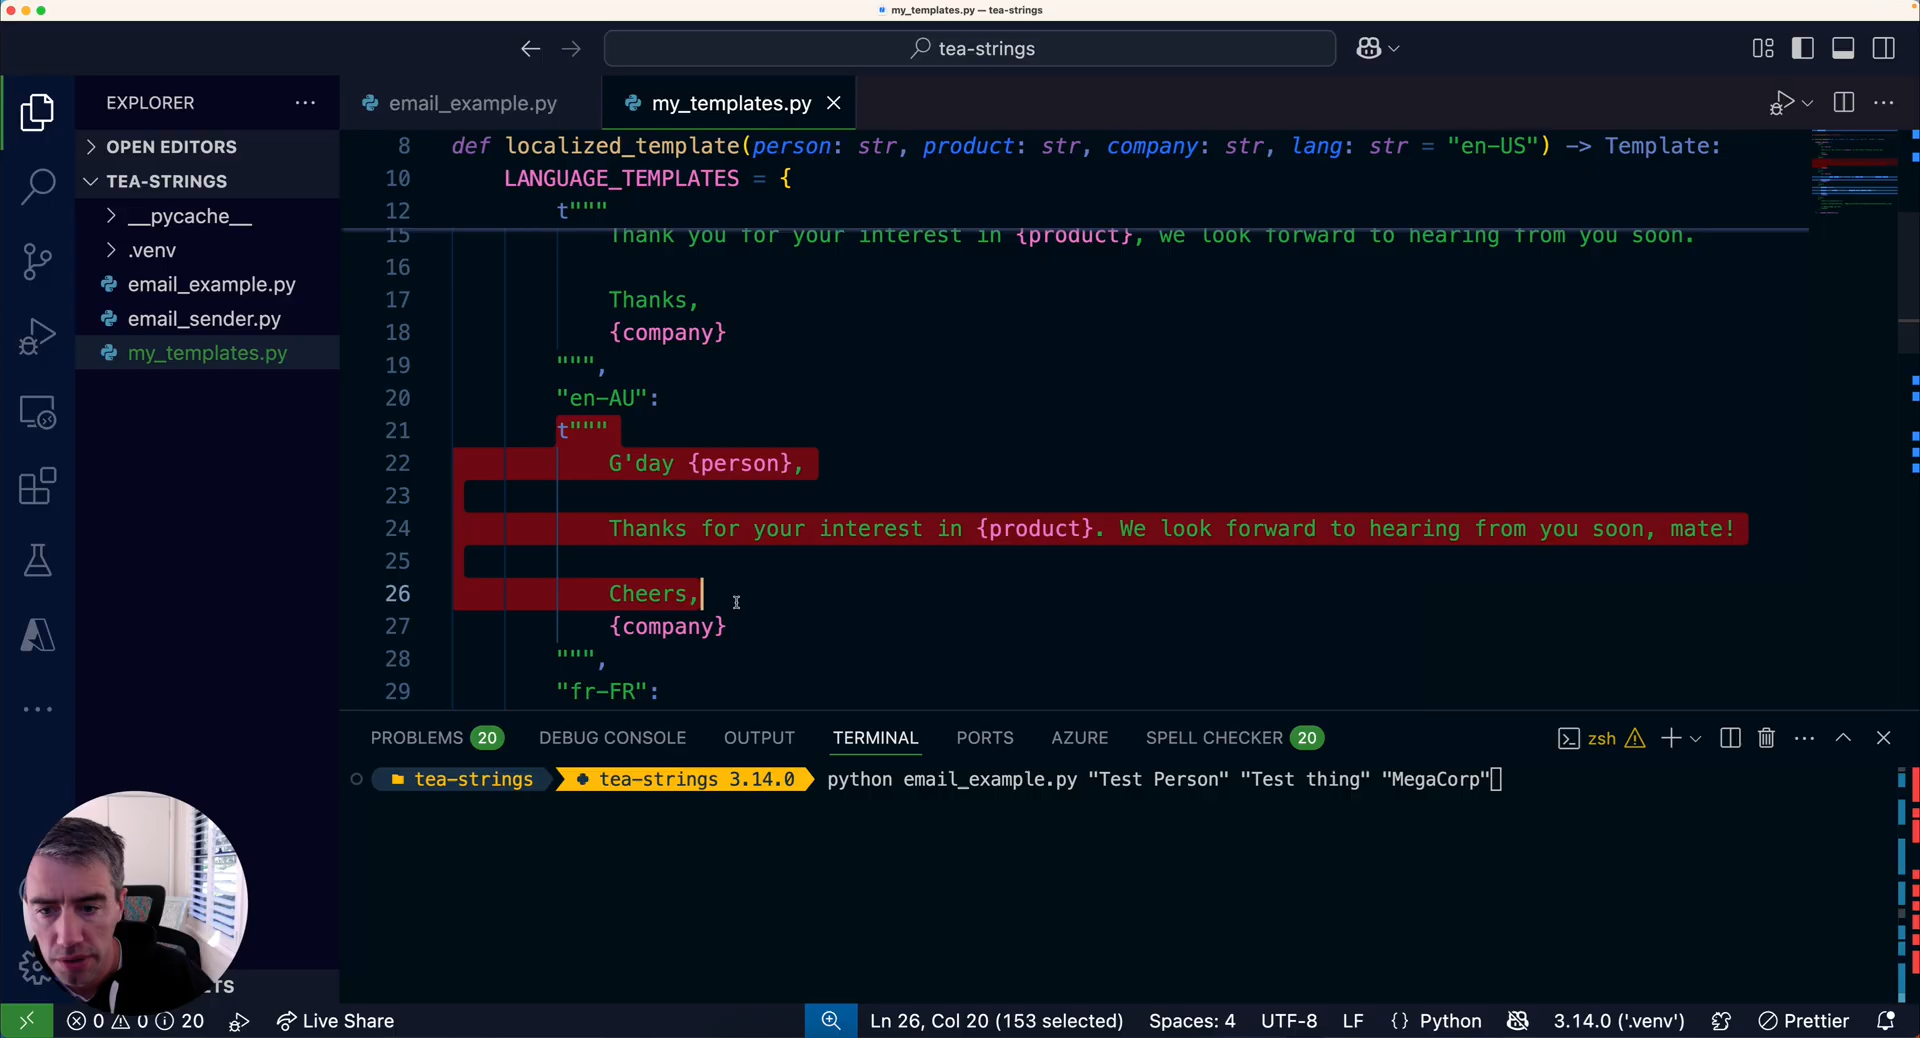 my_templates.py — tea-strings
tea-strings
EXPLORER
OPEN EDITORS
TEA-STRINGS
__pycache__
.venv
email_example.py
email_sender.py
my_templates.py
email_example.py
my_templates.py
8 def localized_template(person: str, product: str, company: str, lang: str = "en-US") -> Template:
10 LANGUAGE_TEMPLATES = {
12 t"""
15 Thank you for your interest in {product}, we look forward to hearing from you soon.
16
17 Thanks,
18 {company}
19 """,
20 "en-AU":
21 t"""
22 G'day {person},
23
24 Thanks for your interest in {product}. We look forward to hearing from you soon, mate!
25
26 Cheers,
27 {company}
28 """,
29 "fr-FR":
PROBLEMS 20 DEBUG CONSOLE OUTPUT TERMINAL PORTS AZURE SPELL CHECKER 20 zsh
tea-strings tea-strings 3.14.0 python email_example.py "Test Person" "Test thing" "MegaCorp"
TS
0 0 20 Live Share Ln 26, Col 20 (153 selected) Spaces: 4 UTF-8 LF {} Python 3.14.0 ('.venv') Prettier